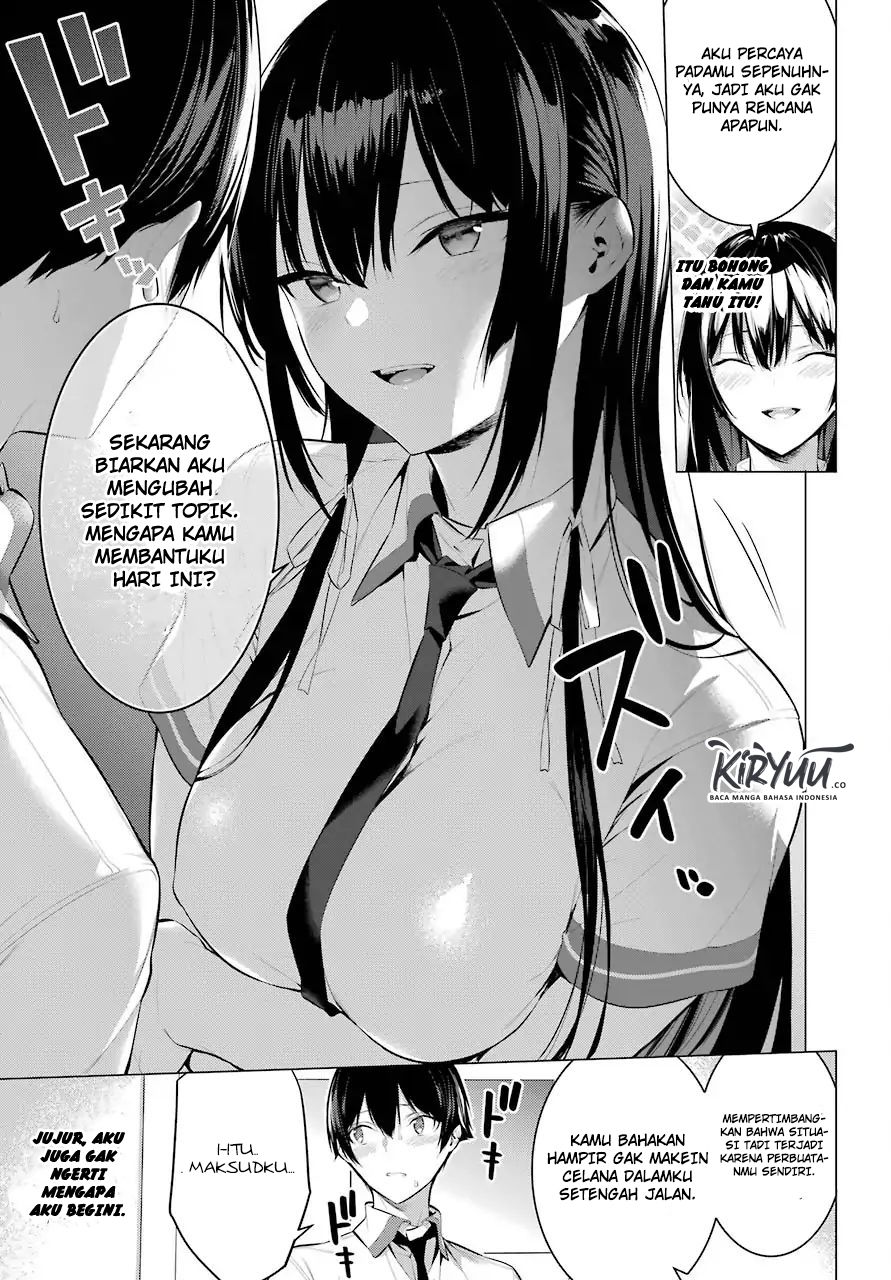 AKU PERCAYA
PADAMU SEPENUHN-
YA, JADI AKU GAK
PUNYA RENCANA
APAPUN.
ITU BOHONG
DAN KAMU
TAHU ITU!
ドキ
SEKARANG
BIARKAN AKU
MENGUBAH
SEDIKIT TOPIK.
MENGAPA KAMU
MEMBANTUKU
HARI INI?
ズイッ
KIRYUU.CO
BACA MANGA BAHASA INDONESIA
MEMPERTIMBANG-
KAN BAHWA SITUA-
SI TADI TERJADI
KARENA PERBUATA-
NMU SENDIRI.
KAMU BAHKAN
HAMPIR GAK MAKEIN
CELANA DALAMKU
SETENGAH JALAN.
ドキ
ドキ
I-ITU..
MAKSUDKU...
JUJUR, AKU
JUGA GAK
NGERTI
MENGAPA
AKU BEGINI.